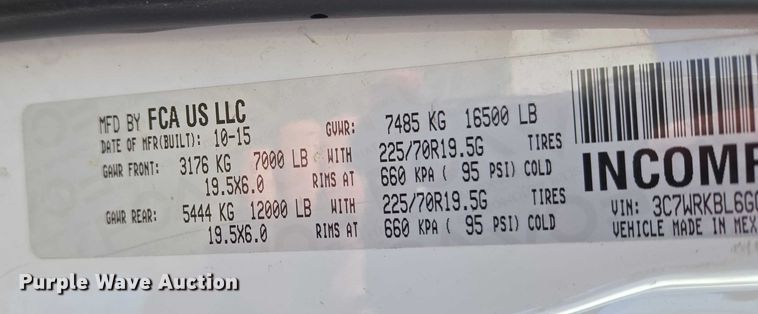 MFD BY FCA US LLC
DATE OF MFR(BUILT): 10-15
GVWR: 7485 KG 16500 LB
GAWR FRONT: 3176 KG 7000 LB WITH 225/70R19.5G TIRES
19.5X6.0 RIMS AT 660 KPA ( 95 PSI) COLD
GAWR REAR: 5444 KG 12000 LB WITH 225/70R19.5G TIRES
19.5X6.0 RIMS AT 660 KPA ( 95 PSI) COLD
INCOMP
VIN: 3C7WRKBL6G
VEHICLE MADE IN MEX
Purple Wave Auction